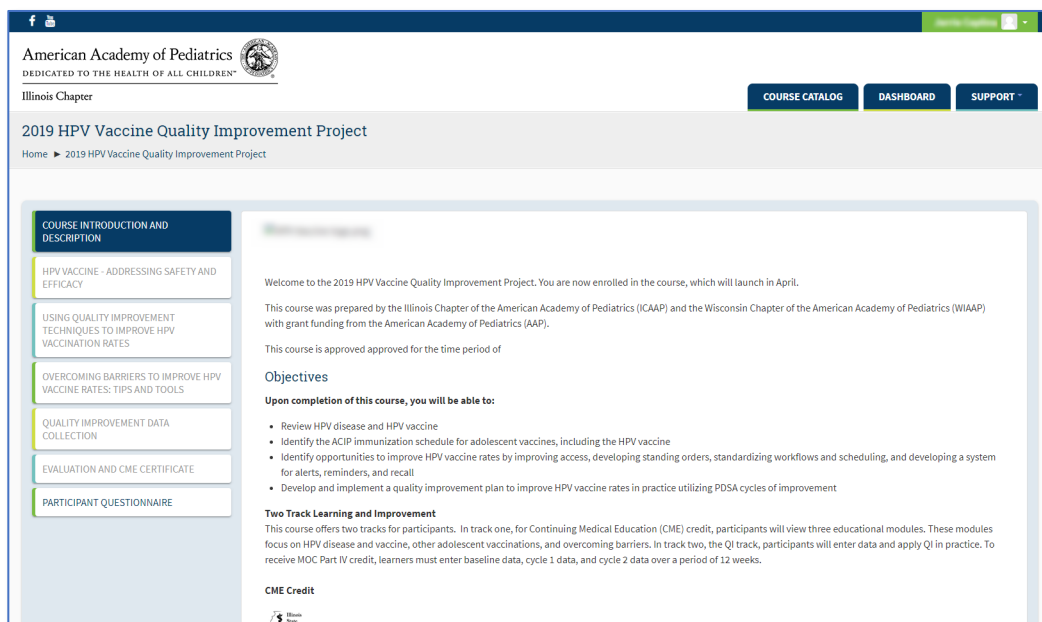 American Academy of Pediatrics
DEDICATED TO THE HEALTH OF ALL CHILDREN™
Illinois Chapter
COURSE CATALOG
DASHBOARD
SUPPORT
2019 HPV Vaccine Quality Improvement Project
Home ► 2019 HPV Vaccine Quality Improvement Project
COURSE INTRODUCTION AND
DESCRIPTION
HPV VACCINE - ADDRESSING SAFETY AND
EFFICACY
USING QUALITY IMPROVEMENT
TECHNIQUES TO IMPROVE HPV
VACCINATION RATES
OVERCOMING BARRIERS TO IMPROVE HPV
VACCINE RATES: TIPS AND TOOLS
QUALITY IMPROVEMENT DATA
COLLECTION
EVALUATION AND CME CERTIFICATE
PARTICIPANT QUESTIONNAIRE
Welcome to the 2019 HPV Vaccine Quality Improvement Project. You are now enrolled in the course, which will launch in April.
This course was prepared by the Illinois Chapter of the American Academy of Pediatrics (ICAAP) and the Wisconsin Chapter of the American Academy of Pediatrics (WIAAP)
with grant funding from the American Academy of Pediatrics (AAP).
This course is approved approved for the time period of
Objectives
Upon completion of this course, you will be able to:
• Review HPV disease and HPV vaccine
• Identify the ACIP immunization schedule for adolescent vaccines, including the HPV vaccine
• Identify opportunities to improve HPV vaccine rates by improving access, developing standing orders, standardizing workflows and scheduling, and developing a system
for alerts, reminders, and recall
• Develop and implement a quality improvement plan to improve HPV vaccine rates in practice utilizing PDSA cycles of improvement
Two Track Learning and Improvement
This course offers two tracks for participants. In track one, for Continuing Medical Education (CME) credit, participants will view three educational modules. These modules
focus on HPV disease and vaccine, other adolescent vaccinations, and overcoming barriers. In track two, the QI track, participants will enter data and apply QI in practice. To
receive MOC Part IV credit, learners must enter baseline data, cycle 1 data, and cycle 2 data over a period of 12 weeks.
CME Credit
Illinois